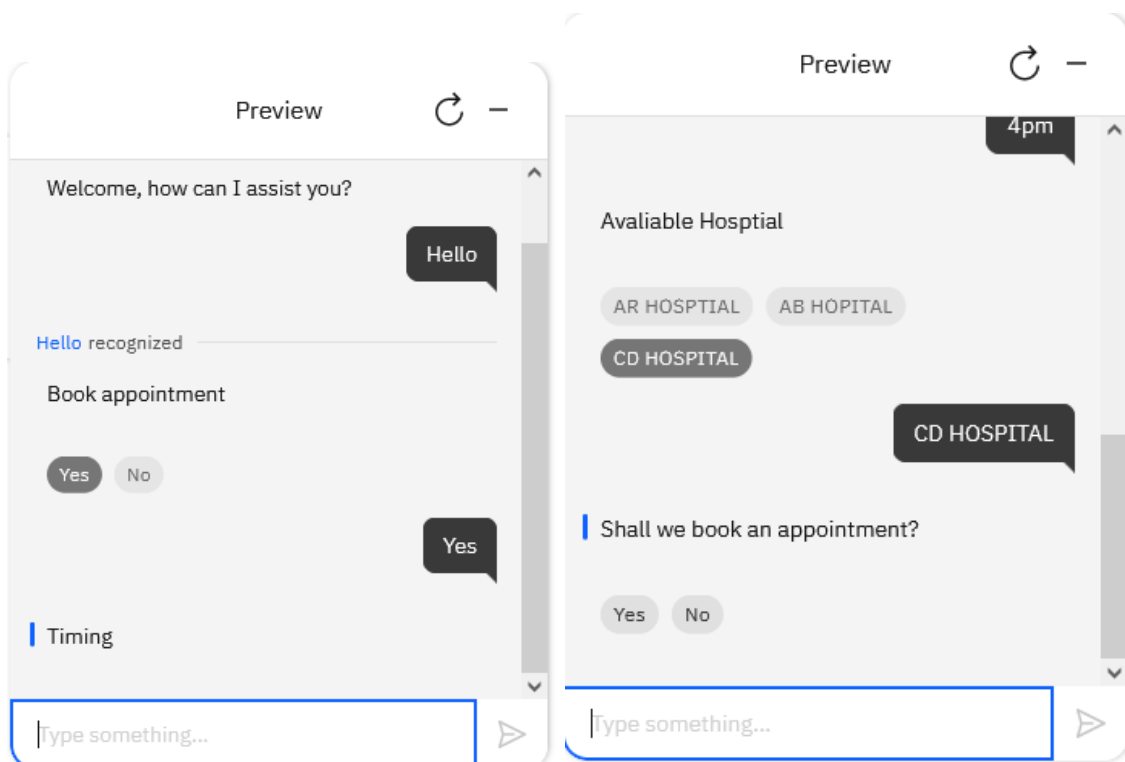 Preview
Welcome, how can I assist you?
Hello
Hello recognized
Book appointment
Yes No
Yes
Timing
Type something...
Preview
4pm
Avaliable Hosptial
AR HOSPTIAL AB HOPITAL
CD HOSPITAL
CD HOSPITAL
Shall we book an appointment?
Yes No
Type something...